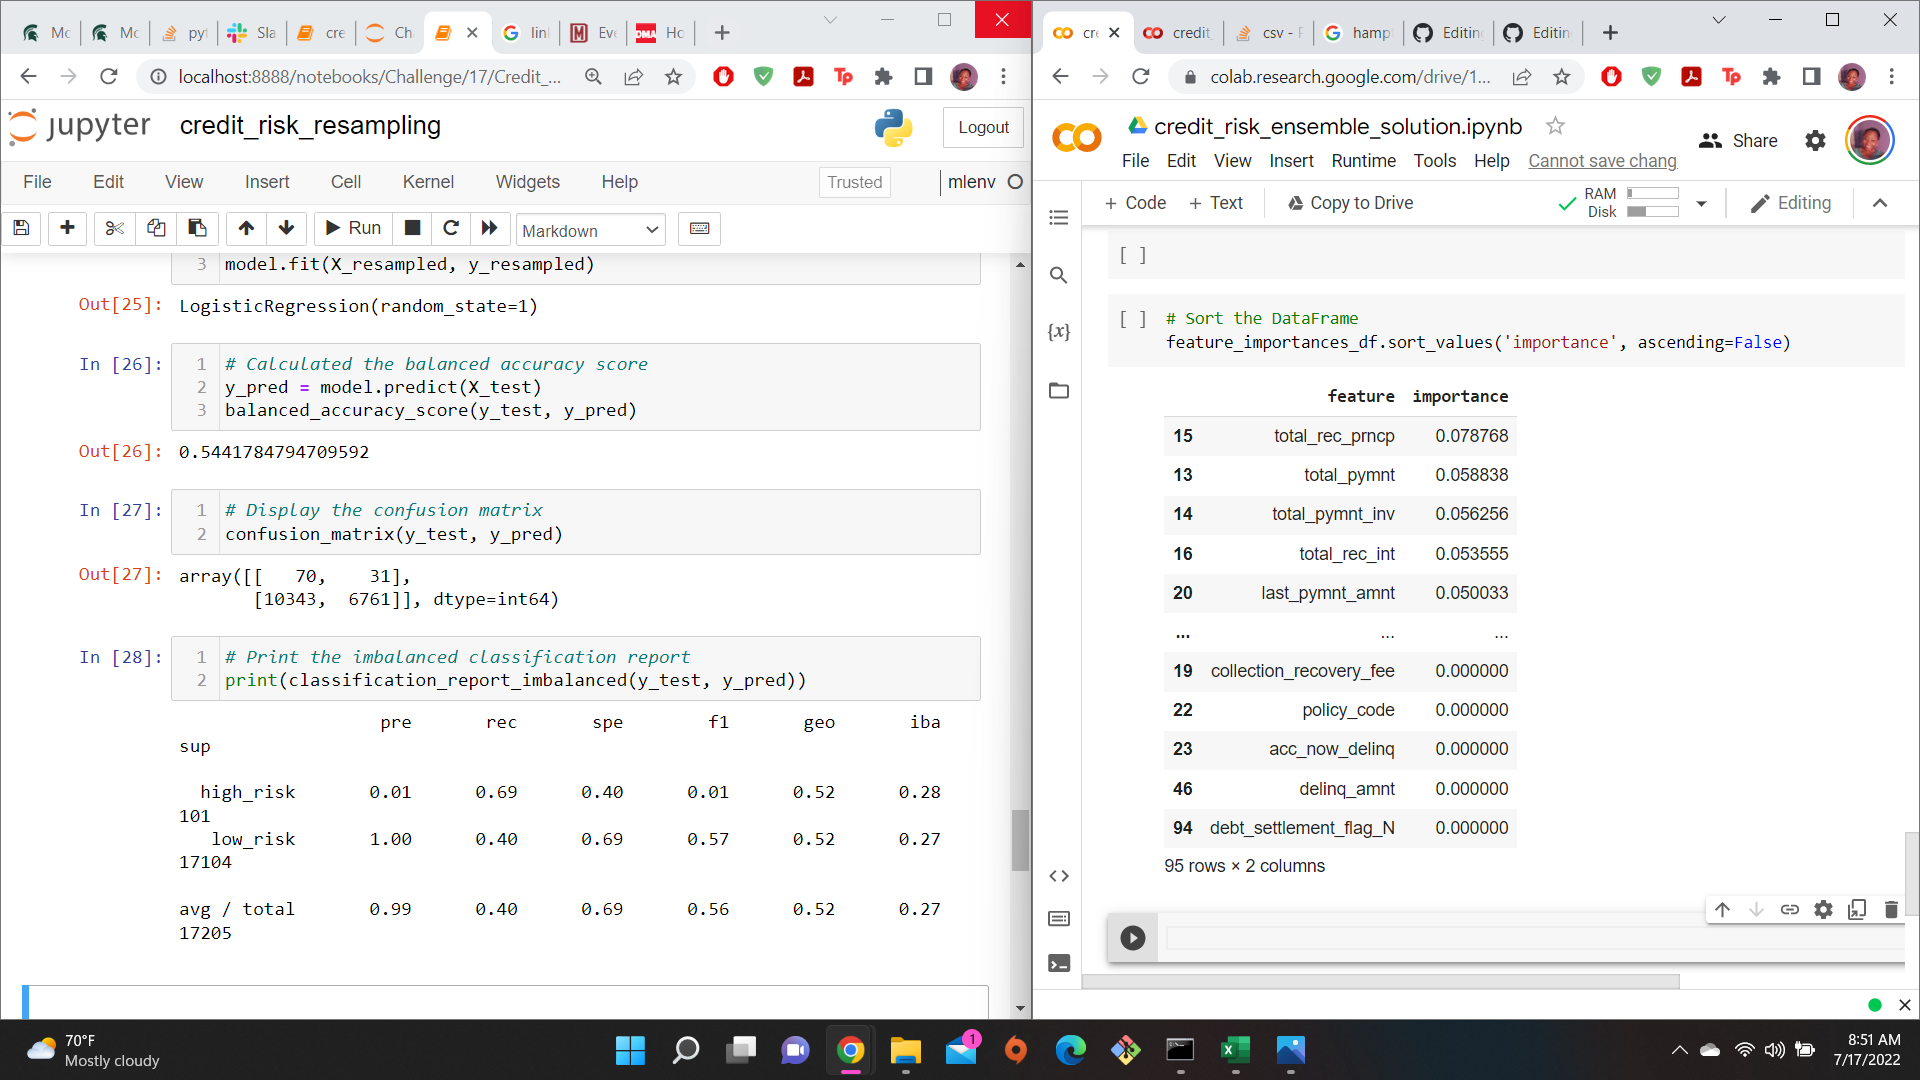 Mc
Mc
pyt
Sla
cre
Ch
lin
Eve
Ho
localhost:8888/notebooks/Challenge/17/Credit_...
jupyter
credit_risk_resampling
Logout
File Edit View Insert Cell Kernel Widgets Help
Trusted
mlenv
Run
Markdown
3 model.fit(X_resampled, y_resampled)
Out[25]: LogisticRegression(random_state=1)
In [26]: 1 # Calculated the balanced accuracy score
2 y_pred = model.predict(X_test)
3 balanced_accuracy_score(y_test, y_pred)
Out[26]: 0.5441784794709592
In [27]: 1 # Display the confusion matrix
2 confusion_matrix(y_test, y_pred)
Out[27]: array([[   70,    31],
[10343,  6761]], dtype=int64)
In [28]: 1 # Print the imbalanced classification report
2 print(classification_report_imbalanced(y_test, y_pred))
pre rec spe f1 geo iba
sup
high_risk 0.01 0.69 0.40 0.01 0.52 0.28
101
low_risk 1.00 0.40 0.69 0.57 0.52 0.27
17104
avg / total 0.99 0.40 0.69 0.56 0.52 0.27
17205
cre
credit_
csv - F
hampt
Editin
Editin
colab.research.google.com/drive/1...
credit_risk_ensemble_solution.ipynb
Share
File Edit View Insert Runtime Tools Help Cannot save chang
+ Code + Text Copy to Drive
RAM
Disk
Editing
[ ]
[ ] # Sort the DataFrame
feature_importances_df.sort_values('importance', ascending=False)
feature importance
15 total_rec_prncp 0.078768
13 total_pymnt 0.058838
14 total_pymnt_inv 0.056256
16 total_rec_int 0.053555
20 last_pymnt_amnt 0.050033
... ... ...
19 collection_recovery_fee 0.000000
22 policy_code 0.000000
23 acc_now_delinq 0.000000
46 delinq_amnt 0.000000
94 debt_settlement_flag_N 0.000000
95 rows × 2 columns
70°F
Mostly cloudy
1
8:51 AM
7/17/2022